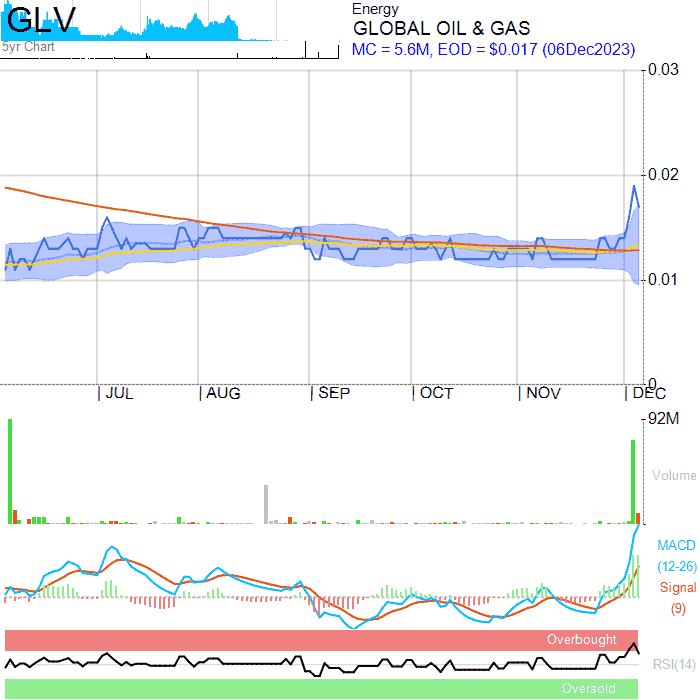 GLV
5yr Chart
Energy
GLOBAL OIL & GAS
MC = 5.6M, EOD = $0.017 (06Dec2023)
0.03
0.02
0.01
0
JUL AUG SEP OCT NOV DEC
92M
Volume
MACD
(12-26)
Signal
(9)
Overbought
RSI(14)
Oversold